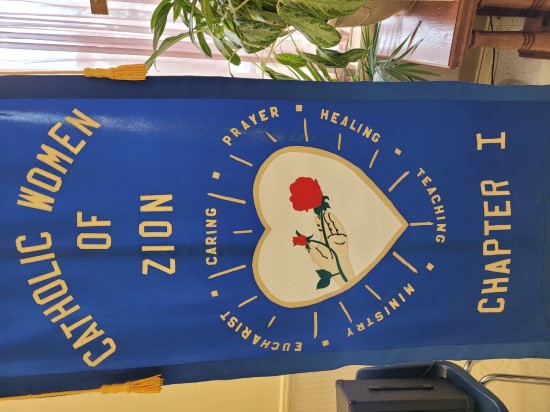 CATHOLIC WOMEN
OF
ZION
CARING
PRAYER
HEALING
TEACHING
MINISTRY
EUCHARIST
CHAPTER I